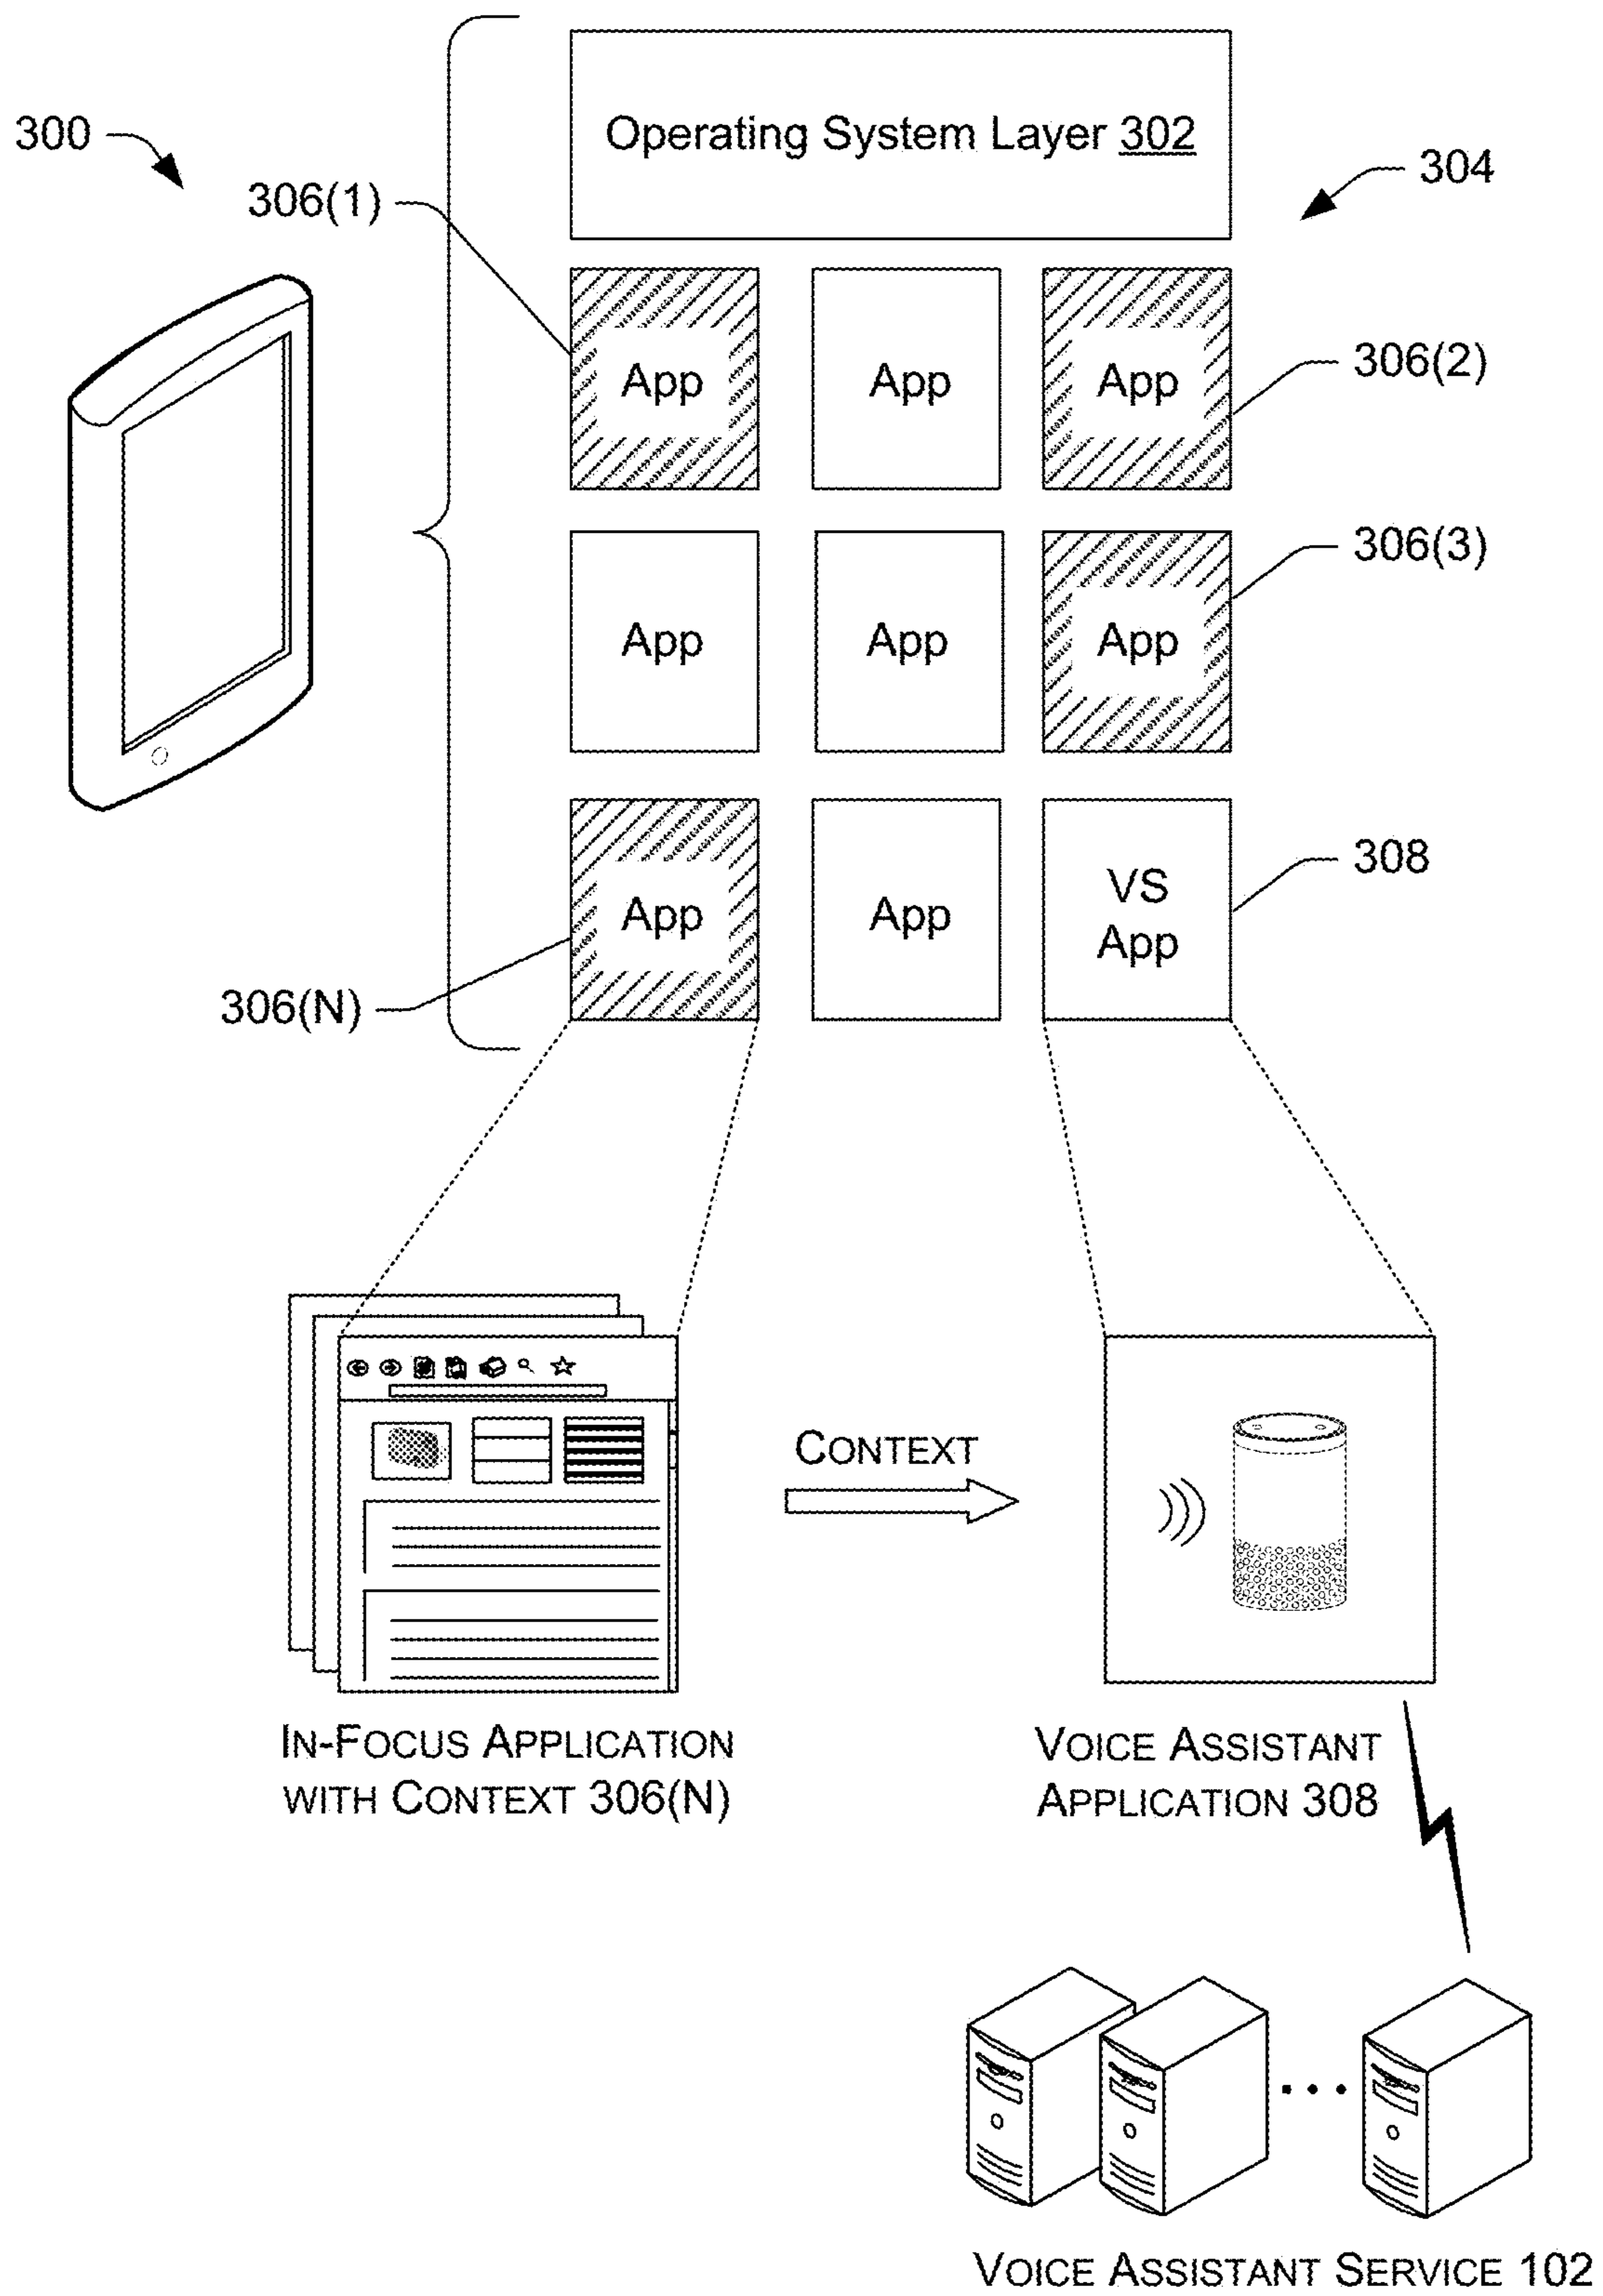 Operating System Layer 302
300
304
306(1)
App
App
App
306(2)
306(3)
App
App
App
App
App
VS
App
308
306(N)
CONTEXT
IN-FOCUS APPLICATION
WITH CONTEXT 306(N)
VOICE ASSISTANT
APPLICATION 308
VOICE ASSISTANT SERVICE 102